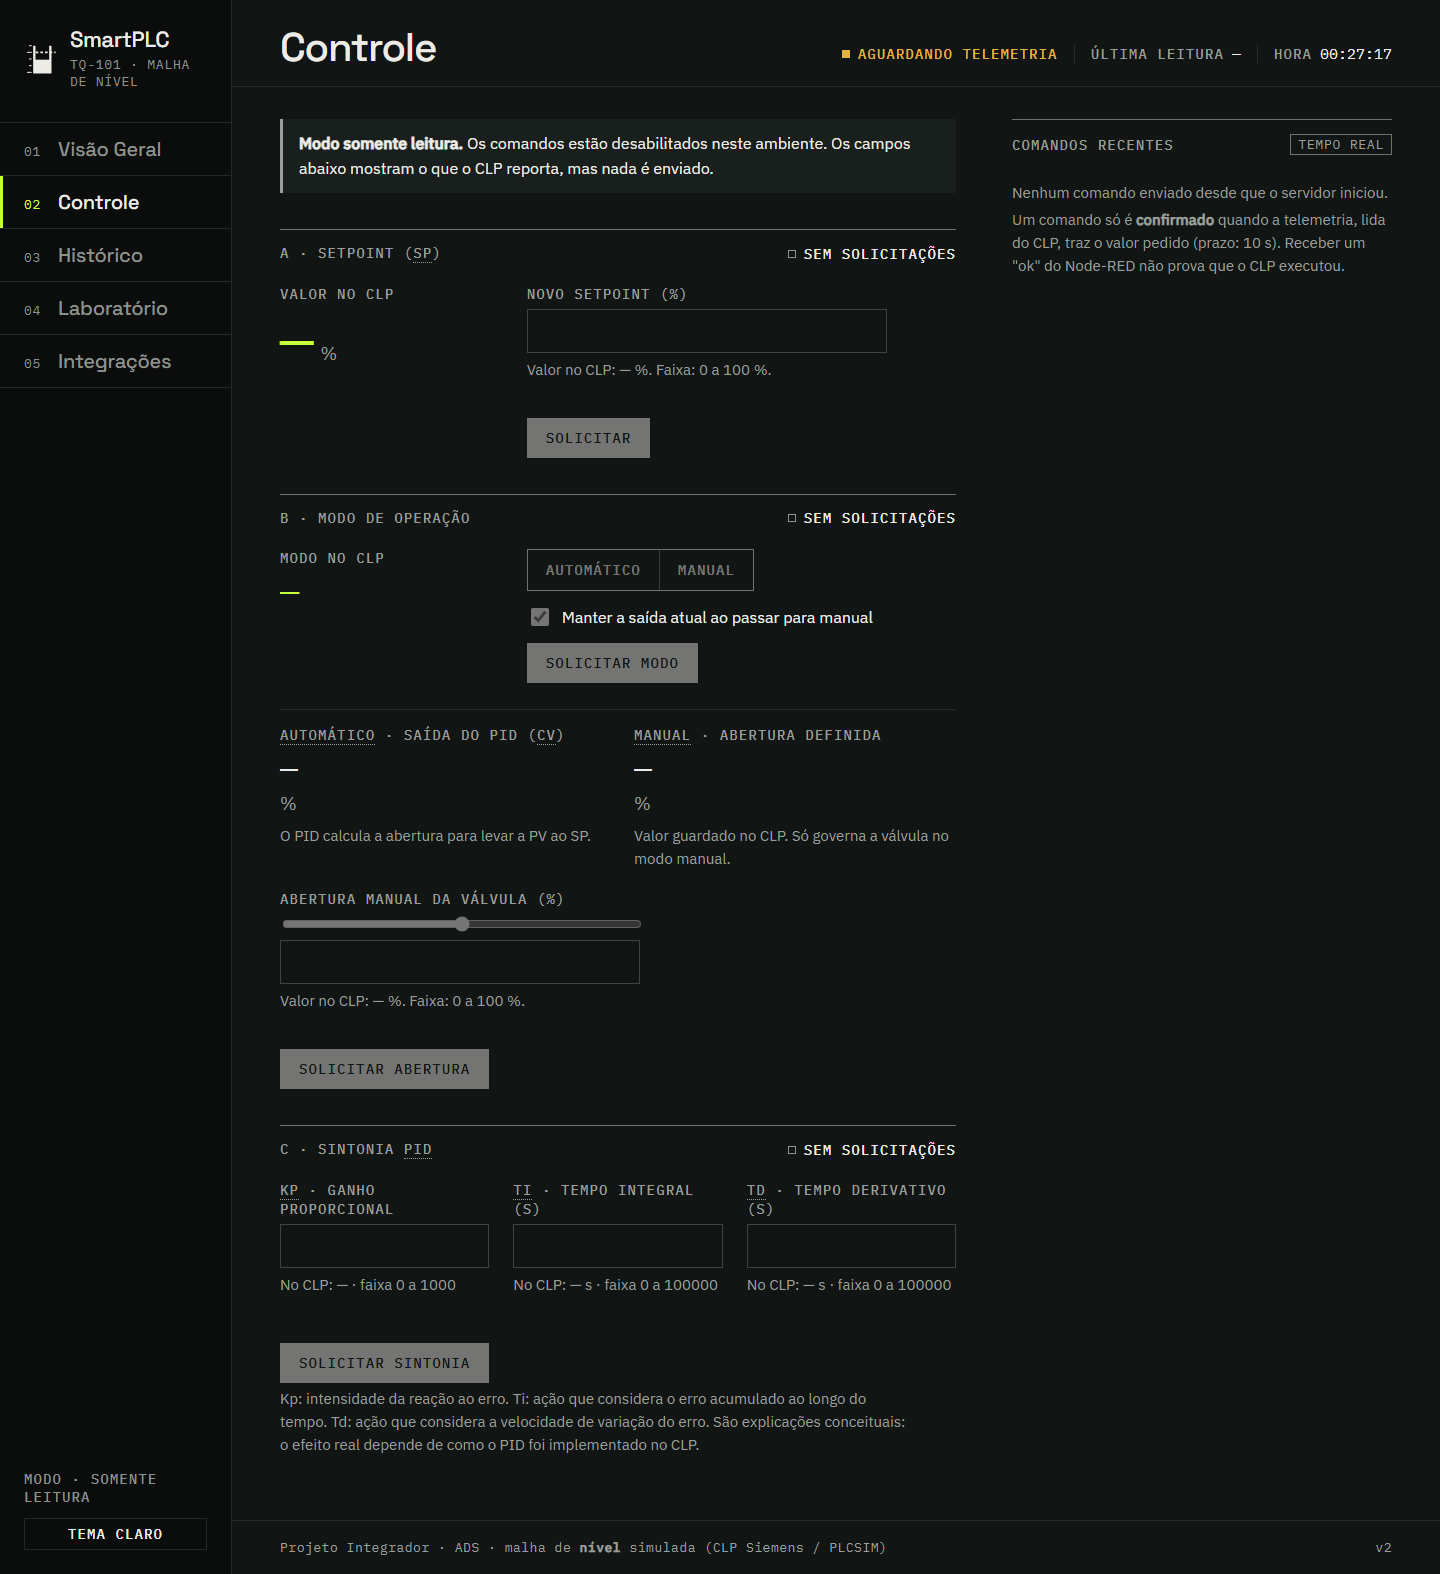 SmartPLC
TQ-101 · MALHA
DE NÍVEL
01 Visão Geral
02 Controle
03 Histórico
04 Laboratório
05 Integrações
MODO · SOMENTE
LEITURA
TEMA CLARO
Controle
AGUARDANDO TELEMETRIA
ÚLTIMA LEITURA —
HORA 00:27:17
Modo somente leitura. Os comandos estão desabilitados neste ambiente. Os campos
abaixo mostram o que o CLP reporta, mas nada é enviado.
A · SETPOINT (SP)
SEM SOLICITAÇÕES
VALOR NO CLP
— %
NOVO SETPOINT (%)
Valor no CLP: — %. Faixa: 0 a 100 %.
SOLICITAR
B · MODO DE OPERAÇÃO
SEM SOLICITAÇÕES
MODO NO CLP
—
AUTOMÁTICO
MANUAL
Manter a saída atual ao passar para manual
SOLICITAR MODO
AUTOMÁTICO · SAÍDA DO PID (CV)
—
%
O PID calcula a abertura para levar a PV ao SP.
MANUAL · ABERTURA DEFINIDA
—
%
Valor guardado no CLP. Só governa a válvula no
modo manual.
ABERTURA MANUAL DA VÁLVULA (%)
Valor no CLP: — %. Faixa: 0 a 100 %.
SOLICITAR ABERTURA
C · SINTONIA PID
SEM SOLICITAÇÕES
KP · GANHO
PROPORCIONAL
No CLP: — · faixa 0 a 1000
TI · TEMPO INTEGRAL
(S)
No CLP: — s · faixa 0 a 100000
TD · TEMPO DERIVATIVO
(S)
No CLP: — s · faixa 0 a 100000
SOLICITAR SINTONIA
Kp: intensidade da reação ao erro. Ti: ação que considera o erro acumulado ao longo do
tempo. Td: ação que considera a velocidade de variação do erro. São explicações conceituais:
o efeito real depende de como o PID foi implementado no CLP.
COMANDOS RECENTES
TEMPO REAL
Nenhum comando enviado desde que o servidor iniciou.
Um comando só é confirmado quando a telemetria, lida
do CLP, traz o valor pedido (prazo: 10 s). Receber um
"ok" do Node-RED não prova que o CLP executou.
Projeto Integrador · ADS · malha de nível simulada (CLP Siemens / PLCSIM)
v2